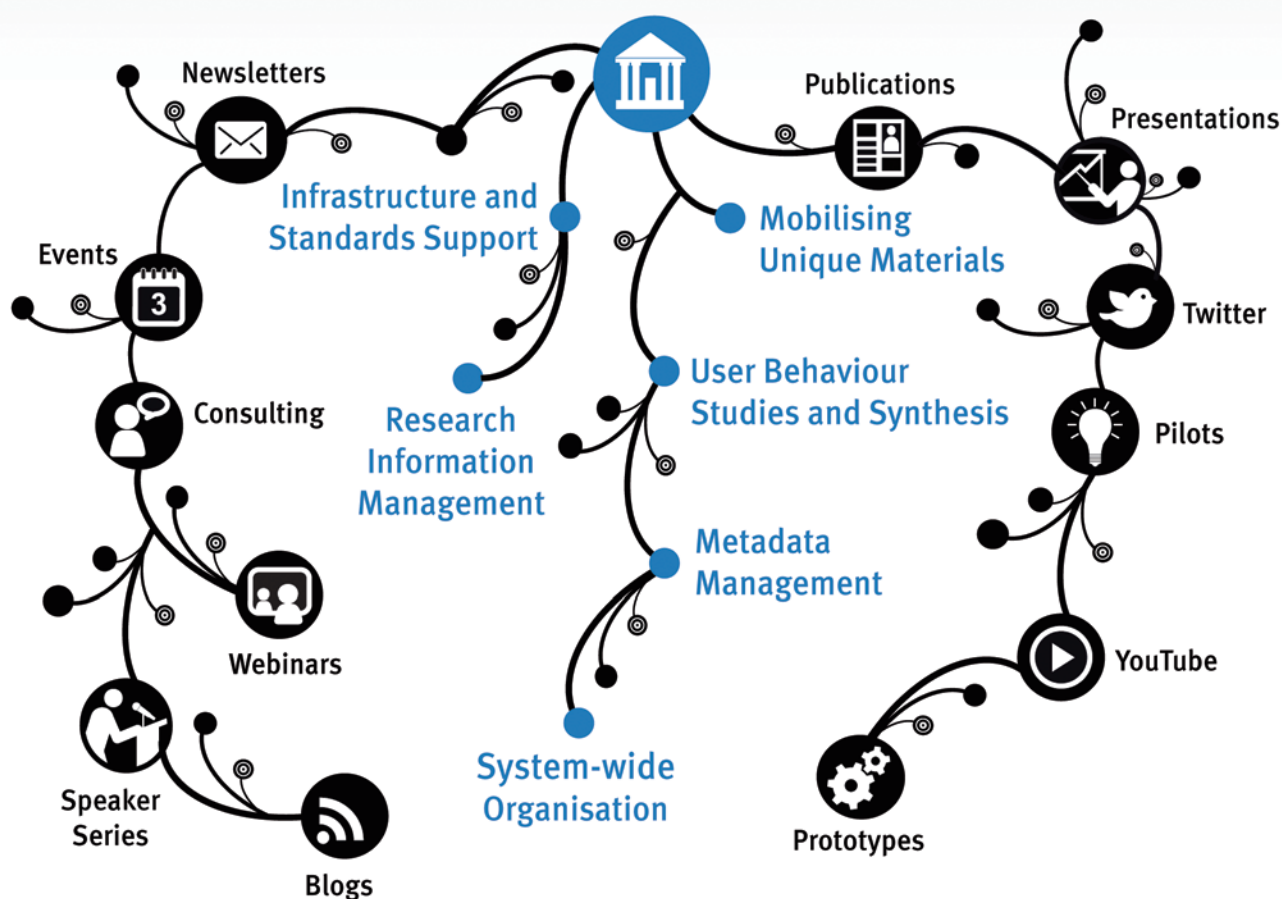 Newsletters
Publications
Presentations
Infrastructure and
Standards Support
Mobilising
Unique Materials
Events
3
Twitter
User Behaviour
Studies and Synthesis
Consulting
Research
Information
Management
Pilots
Metadata
Management
Webinars
YouTube
System-wide
Organisation
Speaker
Series
Prototypes
Blogs